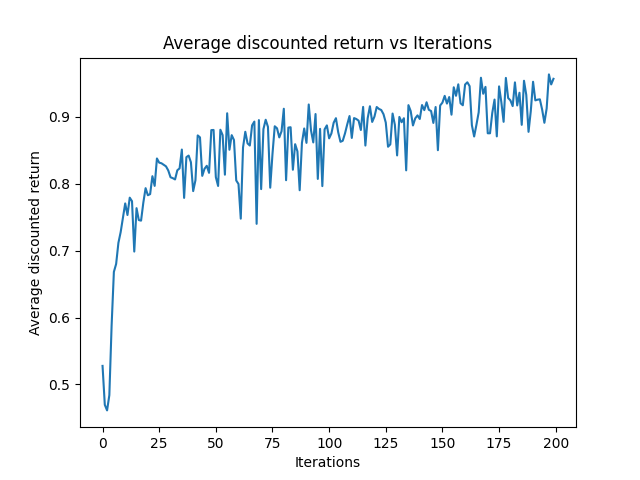 Average discounted return vs Iterations
Average discounted return
0.9
0.8
0.7
0.6
0.5
0 25 50 75 100 125 150 175 200
Iterations